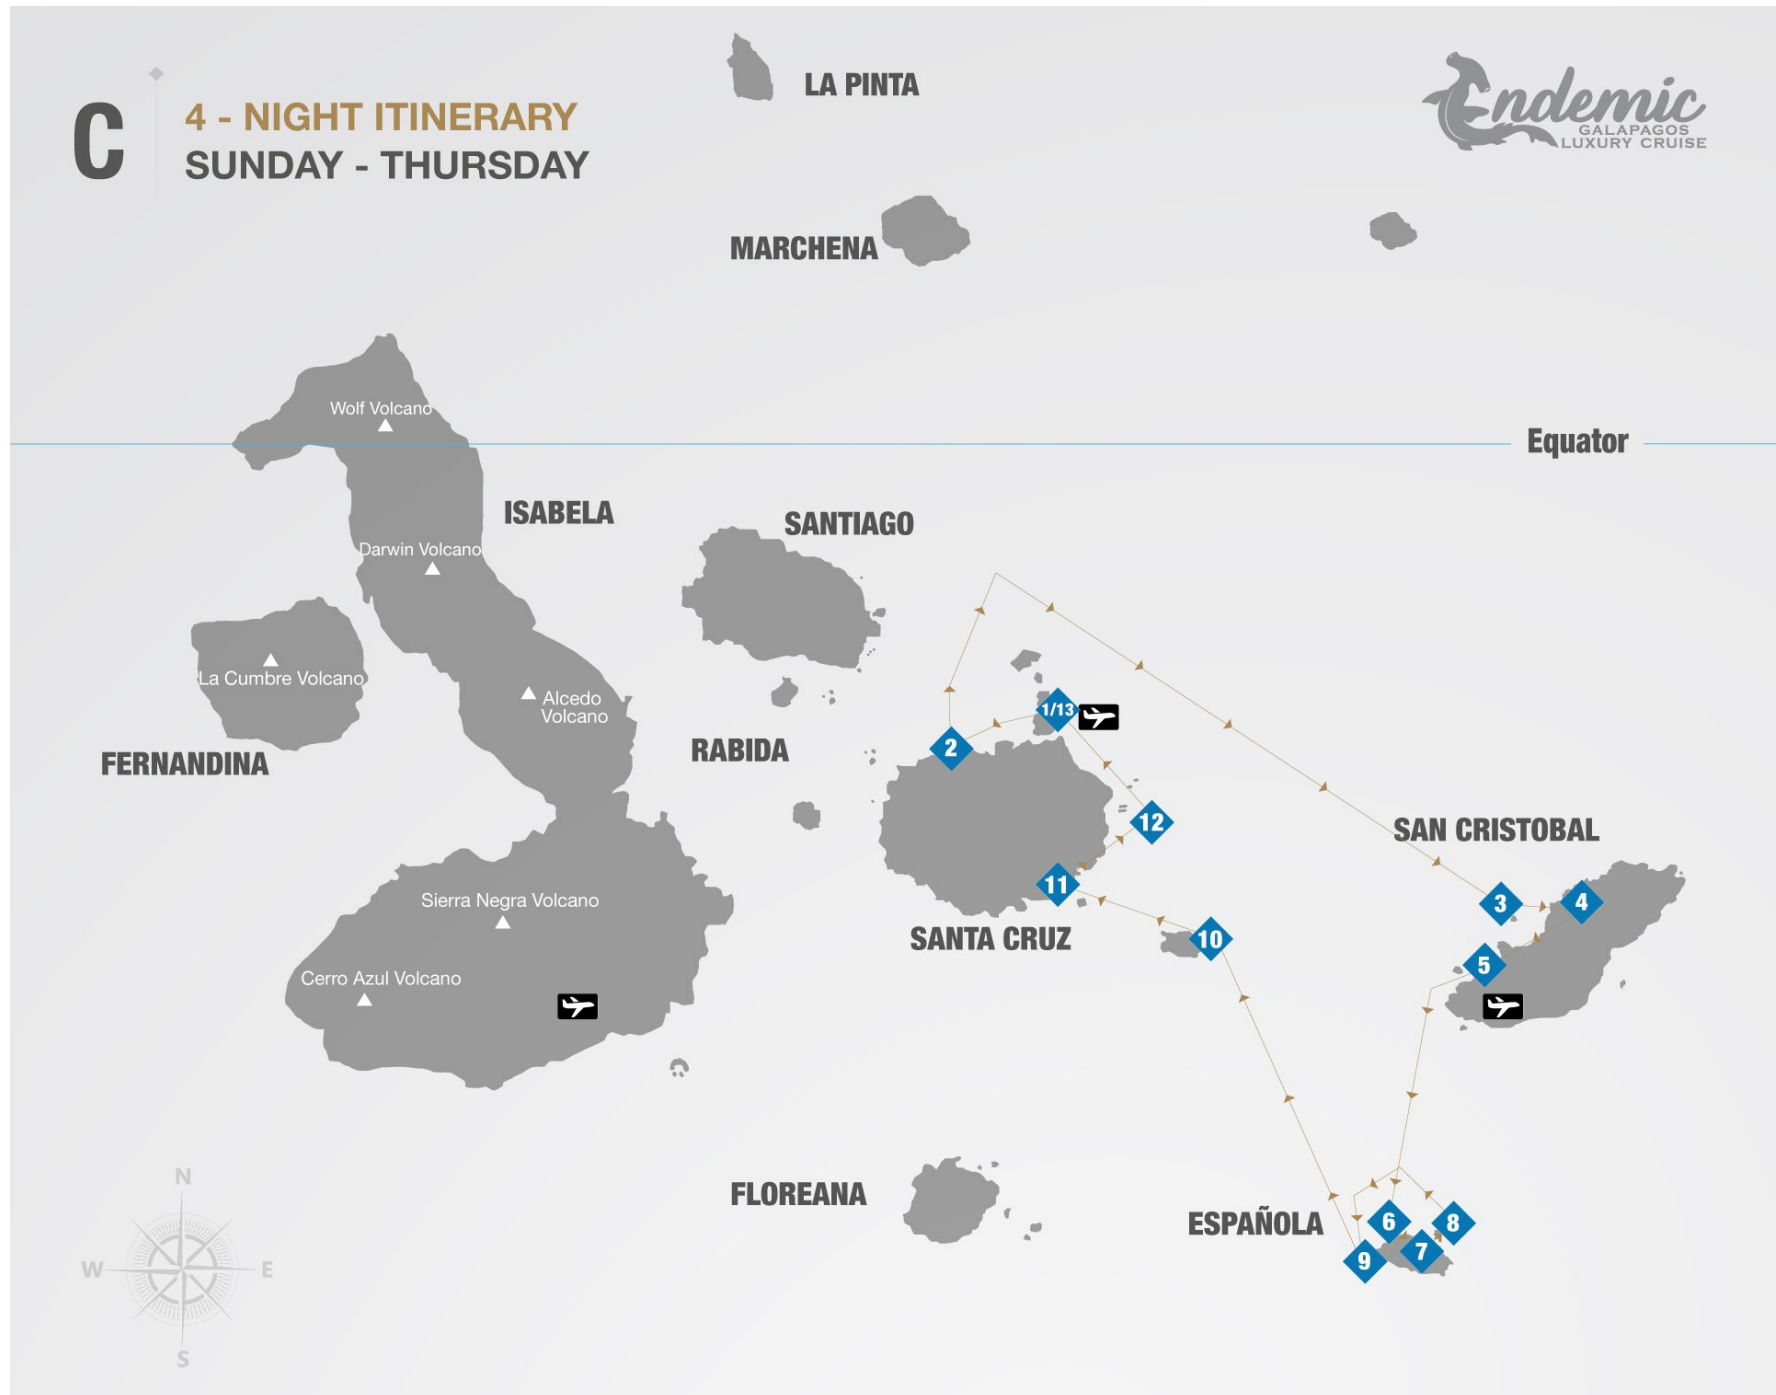 C
4 - NIGHT ITINERARY
SUNDAY - THURSDAY
LA PINTA
Endemic
GALAPAGOS
LUXURY CRUISE
MARCHENA
Wolf Volcano
Equator
ISABELA
SANTIAGO
Darwin Volcano
La Cumbre Volcano
Alcedo
Volcano
FERNANDINA
RABIDA
1/13
2
12
SAN CRISTOBAL
11
3
4
Sierra Negra Volcano
SANTA CRUZ
10
5
Cerro Azul Volcano
FLOREANA
ESPAÑOLA
6
8
7
9
N
W
E
S